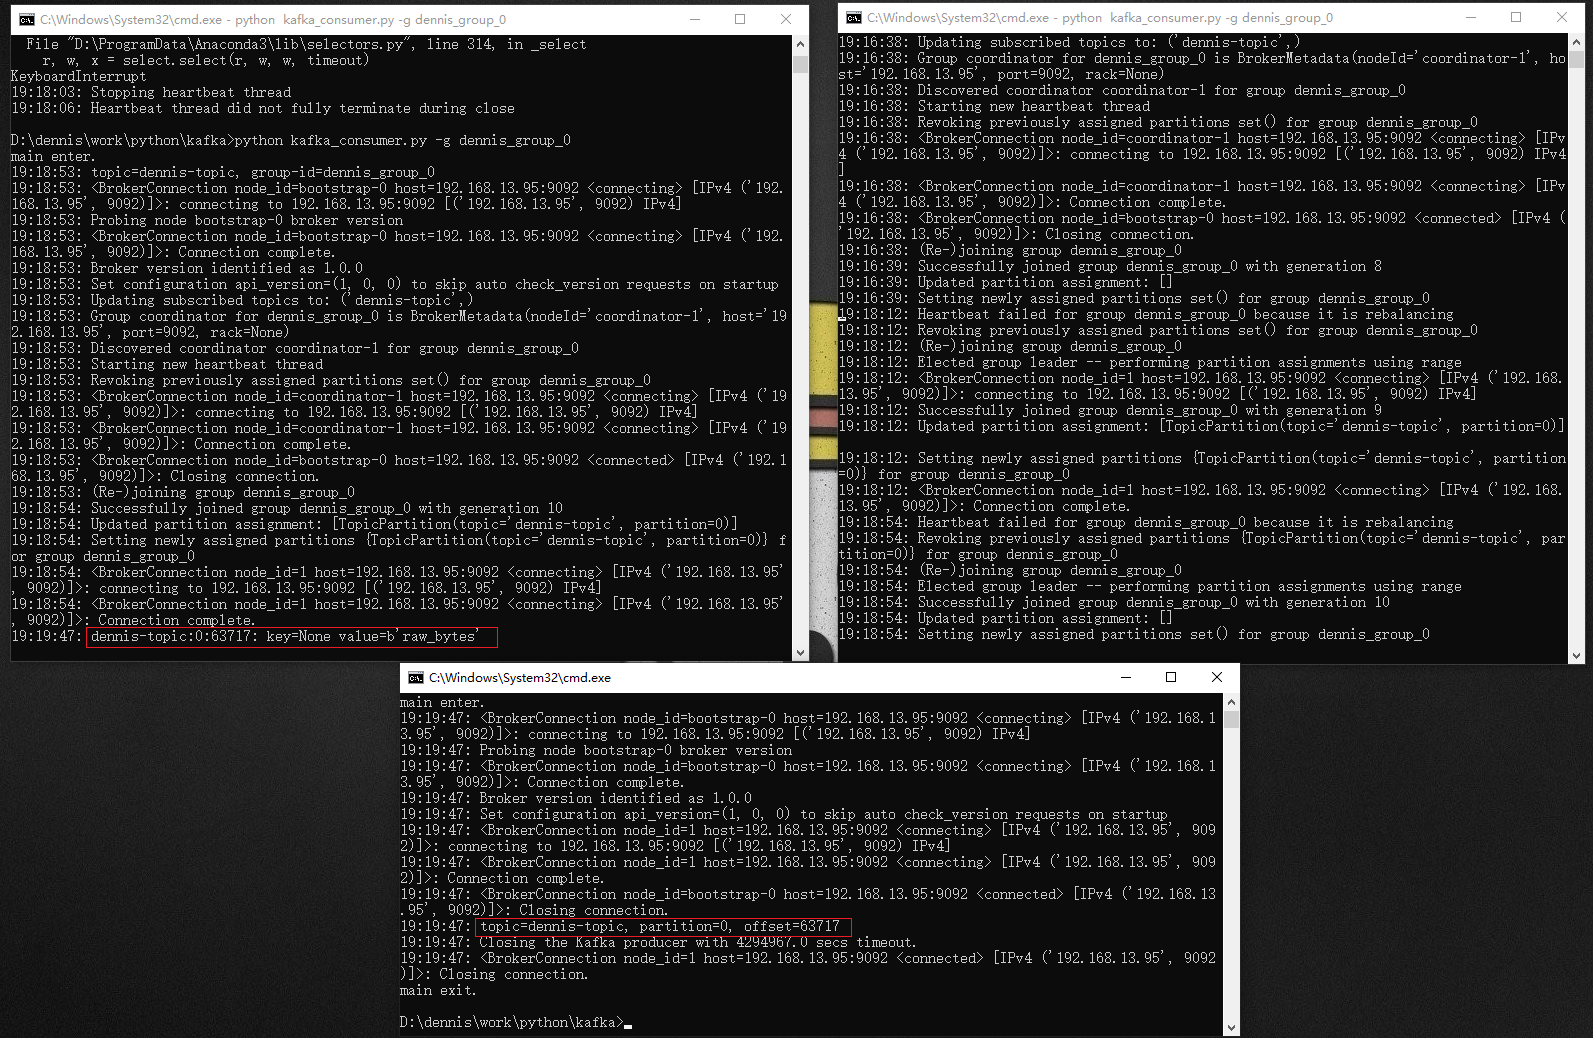 C:\Windows\System32\cmd.exe - python  kafka_consumer.py -g dennis_group_0
  File "D:\ProgramData\Anaconda3\lib\selectors.py", line 314, in _select
    r, w, x = select.select(r, w, w, timeout)
KeyboardInterrupt
19:18:03: Stopping heartbeat thread
19:18:06: Heartbeat thread did not fully terminate during close
D:\dennis\work\python\kafka>python kafka_consumer.py -g dennis_group_0
main enter.
19:18:53: topic=dennis-topic, group-id=dennis_group_0
19:18:53: <BrokerConnection node_id=bootstrap-0 host=192.168.13.95:9092 <connecting> [IPv4 ('192.
168.13.95', 9092)]>: connecting to 192.168.13.95:9092 [('192.168.13.95', 9092) IPv4]
19:18:53: Probing node bootstrap-0 broker version
19:18:53: <BrokerConnection node_id=bootstrap-0 host=192.168.13.95:9092 <connecting> [IPv4 ('192.
168.13.95', 9092)]>: Connection complete.
19:18:53: Broker version identified as 1.0.0
19:18:53: Set configuration api_version=(1, 0, 0) to skip auto check_version requests on startup
19:18:53: Updating subscribed topics to: ('dennis-topic',)
19:18:53: Group coordinator for dennis_group_0 is BrokerMetadata(nodeId='coordinator-1', host='19
2.168.13.95', port=9092, rack=None)
19:18:53: Discovered coordinator coordinator-1 for group dennis_group_0
19:18:53: Starting new heartbeat thread
19:18:53: Revoking previously assigned partitions set() for group dennis_group_0
19:18:53: <BrokerConnection node_id=coordinator-1 host=192.168.13.95:9092 <connecting> [IPv4 ('19
2.168.13.95', 9092)]>: connecting to 192.168.13.95:9092 [('192.168.13.95', 9092) IPv4]
19:18:53: <BrokerConnection node_id=coordinator-1 host=192.168.13.95:9092 <connecting> [IPv4 ('19
2.168.13.95', 9092)]>: Connection complete.
19:18:53: <BrokerConnection node_id=bootstrap-0 host=192.168.13.95:9092 <connected> [IPv4 ('192.1
68.13.95', 9092)]>: Closing connection.
19:18:53: (Re-)joining group dennis_group_0
19:18:54: Successfully joined group dennis_group_0 with generation 10
19:18:54: Updated partition assignment: [TopicPartition(topic='dennis-topic', partition=0)]
19:18:54: Setting newly assigned partitions {TopicPartition(topic='dennis-topic', partition=0)} f
or group dennis_group_0
19:18:54: <BrokerConnection node_id=1 host=192.168.13.95:9092 <connecting> [IPv4 ('192.168.13.95'
, 9092)]>: connecting to 192.168.13.95:9092 [('192.168.13.95', 9092) IPv4]
19:18:54: <BrokerConnection node_id=1 host=192.168.13.95:9092 <connecting> [IPv4 ('192.168.13.95'
, 9092)]>: Connection complete.
19:19:47: dennis-topic:0:63717: key=None value=b'raw_bytes'
C:\Windows\System32\cmd.exe - python  kafka_consumer.py -g dennis_group_0
19:16:38: Updating subscribed topics to: ('dennis-topic',)
19:16:38: Group coordinator for dennis_group_0 is BrokerMetadata(nodeId='coordinator-1', ho
st='192.168.13.95', port=9092, rack=None)
19:16:38: Discovered coordinator coordinator-1 for group dennis_group_0
19:16:38: Starting new heartbeat thread
19:16:38: Revoking previously assigned partitions set() for group dennis_group_0
19:16:38: <BrokerConnection node_id=coordinator-1 host=192.168.13.95:9092 <connecting> [IPv
4 ('192.168.13.95', 9092)]>: connecting to 192.168.13.95:9092 [('192.168.13.95', 9092) IPv4
]
19:16:38: <BrokerConnection node_id=coordinator-1 host=192.168.13.95:9092 <connecting> [IPv
4 ('192.168.13.95', 9092)]>: Connection complete.
19:16:38: <BrokerConnection node_id=bootstrap-0 host=192.168.13.95:9092 <connected> [IPv4 (
'192.168.13.95', 9092)]>: Closing connection.
19:16:38: (Re-)joining group dennis_group_0
19:16:39: Successfully joined group dennis_group_0 with generation 8
19:16:39: Updated partition assignment: []
19:16:39: Setting newly assigned partitions set() for group dennis_group_0
19:18:12: Heartbeat failed for group dennis_group_0 because it is rebalancing
19:18:12: Revoking previously assigned partitions set() for group dennis_group_0
19:18:12: (Re-)joining group dennis_group_0
19:18:12: Elected group leader -- performing partition assignments using range
19:18:12: <BrokerConnection node_id=1 host=192.168.13.95:9092 <connecting> [IPv4 ('192.168.
13.95', 9092)]>: connecting to 192.168.13.95:9092 [('192.168.13.95', 9092) IPv4]
19:18:12: Successfully joined group dennis_group_0 with generation 9
19:18:12: Updated partition assignment: [TopicPartition(topic='dennis-topic', partition=0)]
19:18:12: Setting newly assigned partitions {TopicPartition(topic='dennis-topic', partition
=0)} for group dennis_group_0
19:18:12: <BrokerConnection node_id=1 host=192.168.13.95:9092 <connecting> [IPv4 ('192.168.
13.95', 9092)]>: Connection complete.
19:18:54: Heartbeat failed for group dennis_group_0 because it is rebalancing
19:18:54: Revoking previously assigned partitions {TopicPartition(topic='dennis-topic', par
tition=0)} for group dennis_group_0
19:18:54: (Re-)joining group dennis_group_0
19:18:54: Elected group leader -- performing partition assignments using range
19:18:54: Successfully joined group dennis_group_0 with generation 10
19:18:54: Updated partition assignment: []
19:18:54: Setting newly assigned partitions set() for group dennis_group_0
C:\Windows\System32\cmd.exe
main enter.
19:19:47: <BrokerConnection node_id=bootstrap-0 host=192.168.13.95:9092 <connecting> [IPv4 ('192.168.1
3.95', 9092)]>: connecting to 192.168.13.95:9092 [('192.168.13.95', 9092) IPv4]
19:19:47: Probing node bootstrap-0 broker version
19:19:47: <BrokerConnection node_id=bootstrap-0 host=192.168.13.95:9092 <connecting> [IPv4 ('192.168.1
3.95', 9092)]>: Connection complete.
19:19:47: Broker version identified as 1.0.0
19:19:47: Set configuration api_version=(1, 0, 0) to skip auto check_version requests on startup
19:19:47: <BrokerConnection node_id=1 host=192.168.13.95:9092 <connecting> [IPv4 ('192.168.13.95', 909
2)]>: connecting to 192.168.13.95:9092 [('192.168.13.95', 9092) IPv4]
19:19:47: <BrokerConnection node_id=1 host=192.168.13.95:9092 <connecting> [IPv4 ('192.168.13.95', 909
2)]>: Connection complete.
19:19:47: <BrokerConnection node_id=bootstrap-0 host=192.168.13.95:9092 <connected> [IPv4 ('192.168.13
.95', 9092)]>: Closing connection.
19:19:47: topic=dennis-topic, partition=0, offset=63717
19:19:47: Closing the Kafka producer with 4294967.0 secs timeout.
19:19:47: <BrokerConnection node_id=1 host=192.168.13.95:9092 <connected> [IPv4 ('192.168.13.95', 9092
)]>: Closing connection.
main exit.
D:\dennis\work\python\kafka>